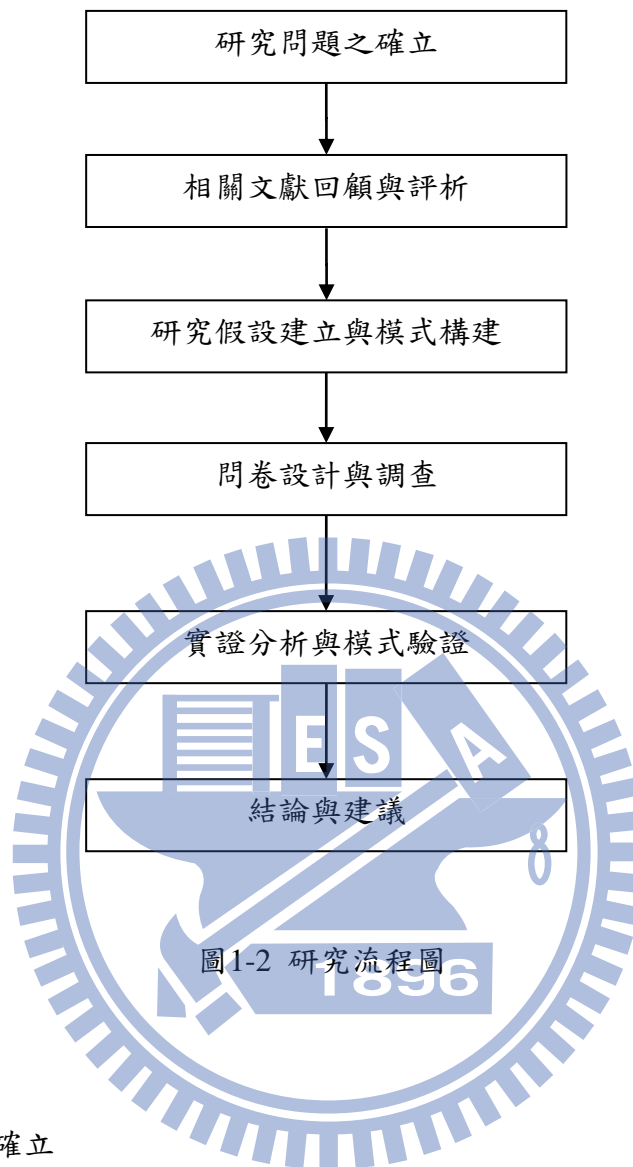 研究問題之確立
相關文獻回顧與評析
研究假設建立與模式構建
問卷設計與調查
實證分析與模式驗證
E S A
結論與建議
圖1-2 研究流程圖
1896
確立